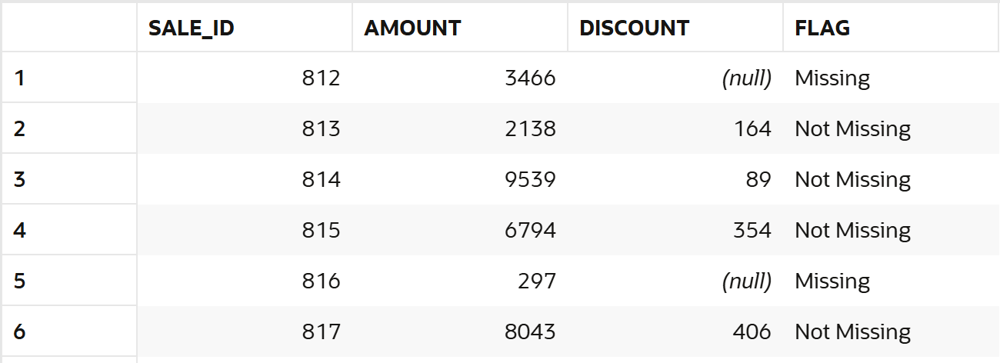 SALE_ID AMOUNT DISCOUNT FLAG
1 812 3466 (null) Missing
2 813 2138 164 Not Missing
3 814 9539 89 Not Missing
4 815 6794 354 Not Missing
5 816 297 (null) Missing
6 817 8043 406 Not Missing